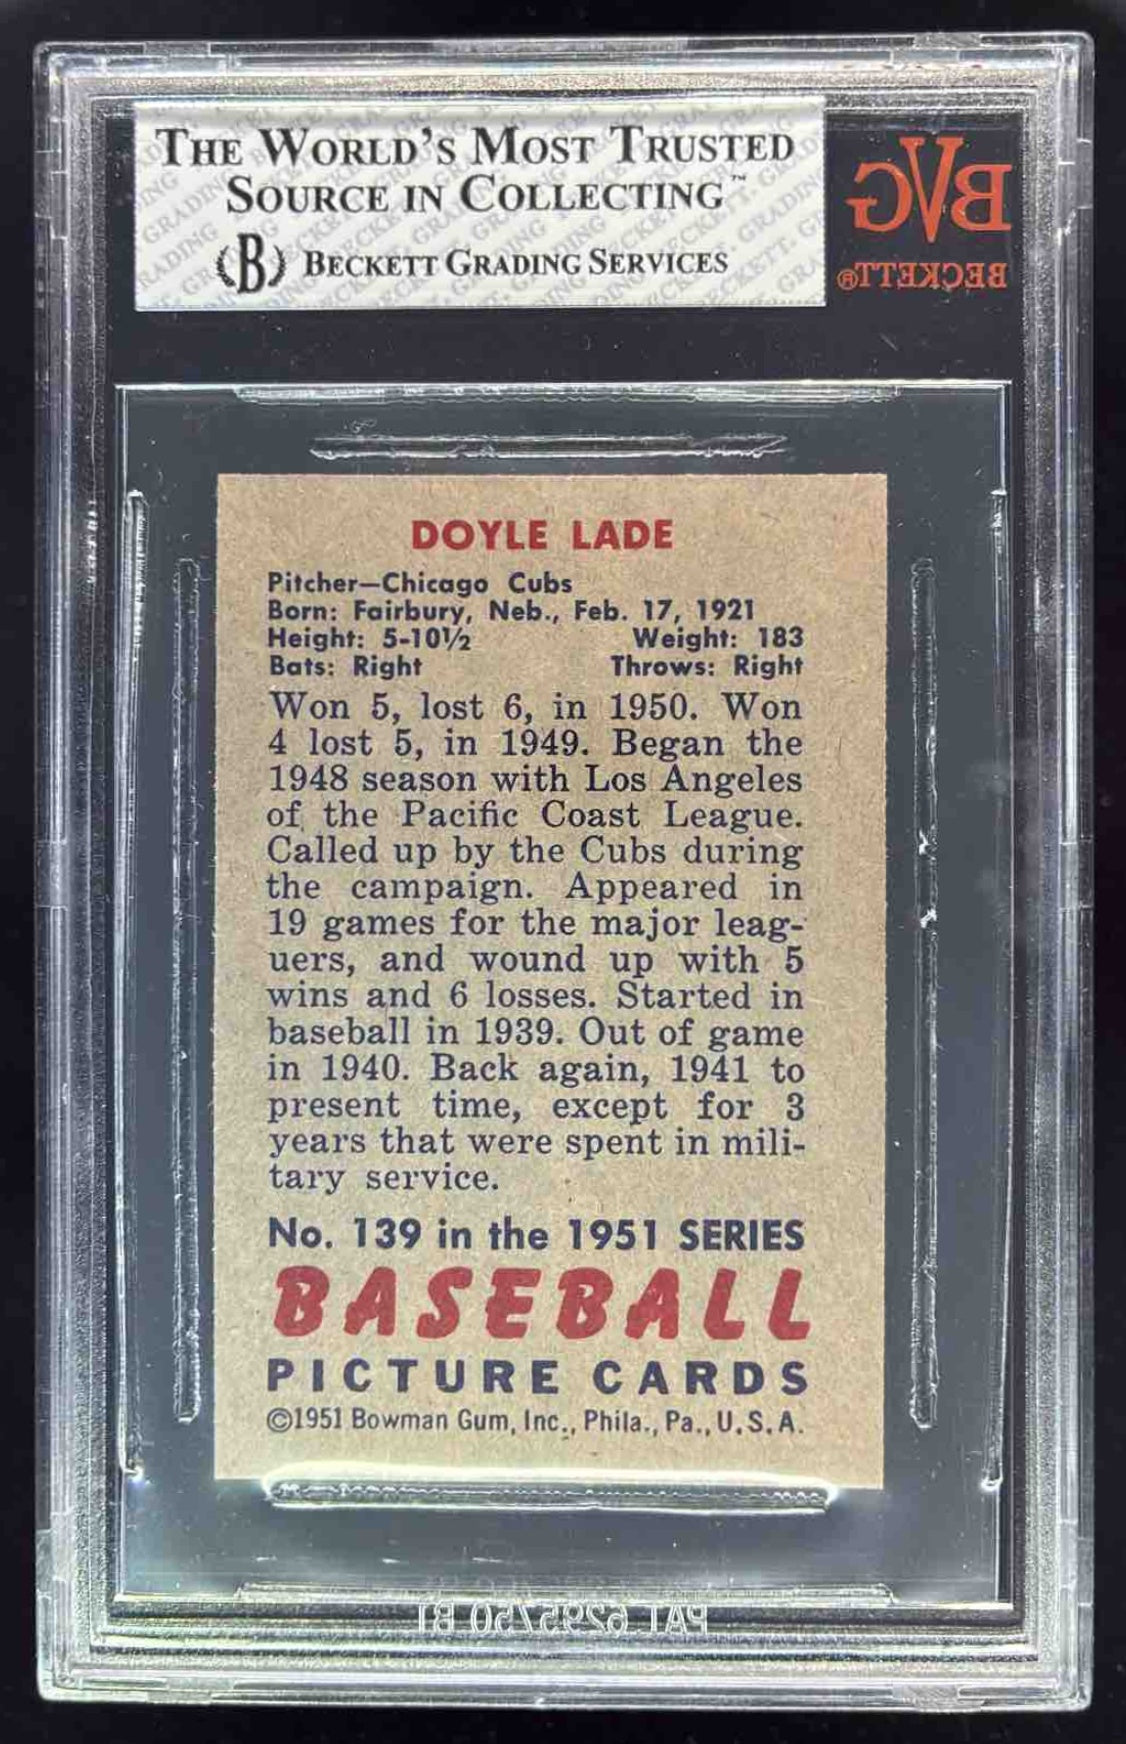 THE WORLD'S MOST TRUSTED
SOURCE IN COLLECTING™
(B) BECKETT GRADING SERVICES
BVG
BECKETT®
DOYLE LADE
Pitcher—Chicago Cubs
Born: Fairbury, Neb., Feb. 17, 1921
Height: 5-10½ Weight: 183
Bats: Right Throws: Right
Won 5, lost 6, in 1950. Won
4 lost 5, in 1949. Began the
1948 season with Los Angeles
of the Pacific Coast League.
Called up by the Cubs during
the campaign. Appeared in
19 games for the major leag-
uers, and wound up with 5
wins and 6 losses. Started in
baseball in 1939. Out of game
in 1940. Back again, 1941 to
present time, except for 3
years that were spent in mili-
tary service.
No. 139 in the 1951 SERIES
BASEBALL
PICTURE CARDS
©1951 Bowman Gum, Inc., Phila., Pa., U.S.A.
PAT 6295750 B1